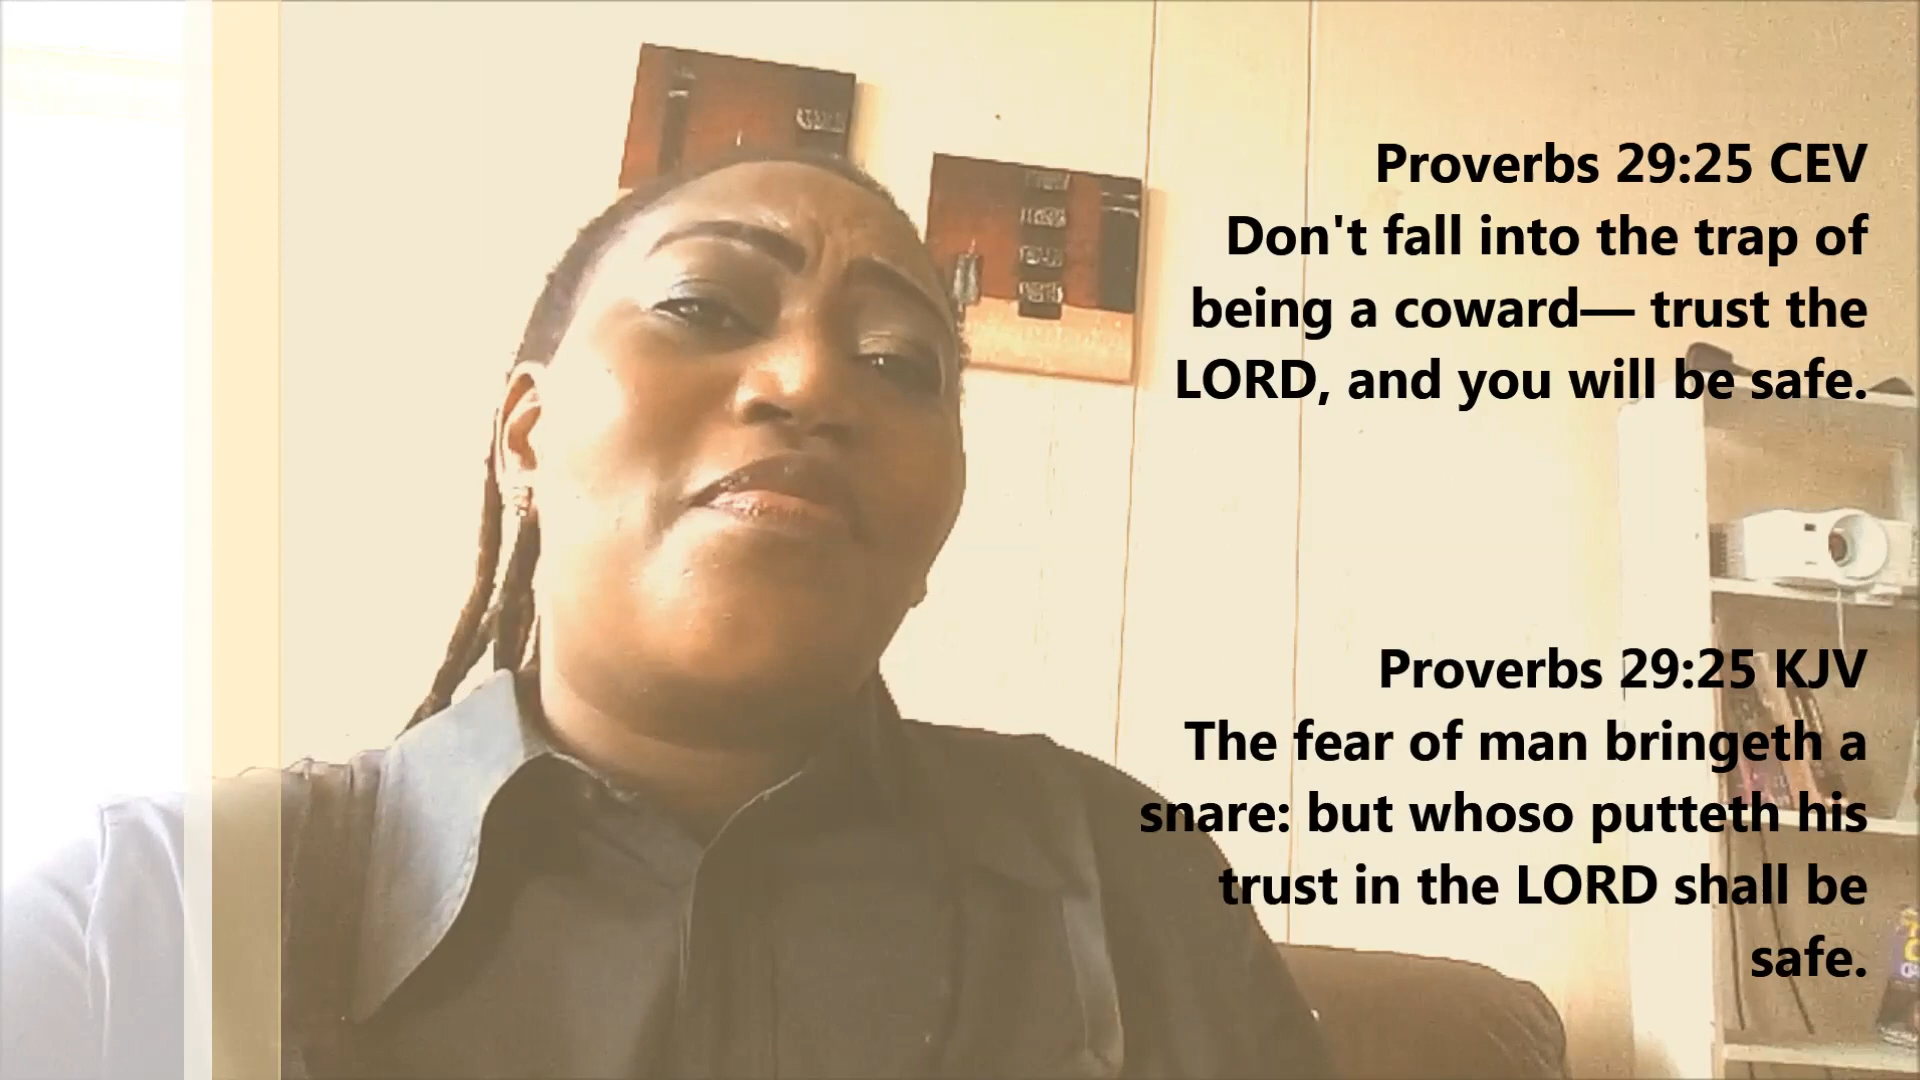 Proverbs 29:25 CEV
Don't fall into the trap of
being a coward— trust the
LORD, and you will be safe.
Proverbs 29:25 KJV
The fear of man bringeth a
snare: but whoso putteth his
trust in the LORD shall be
safe.